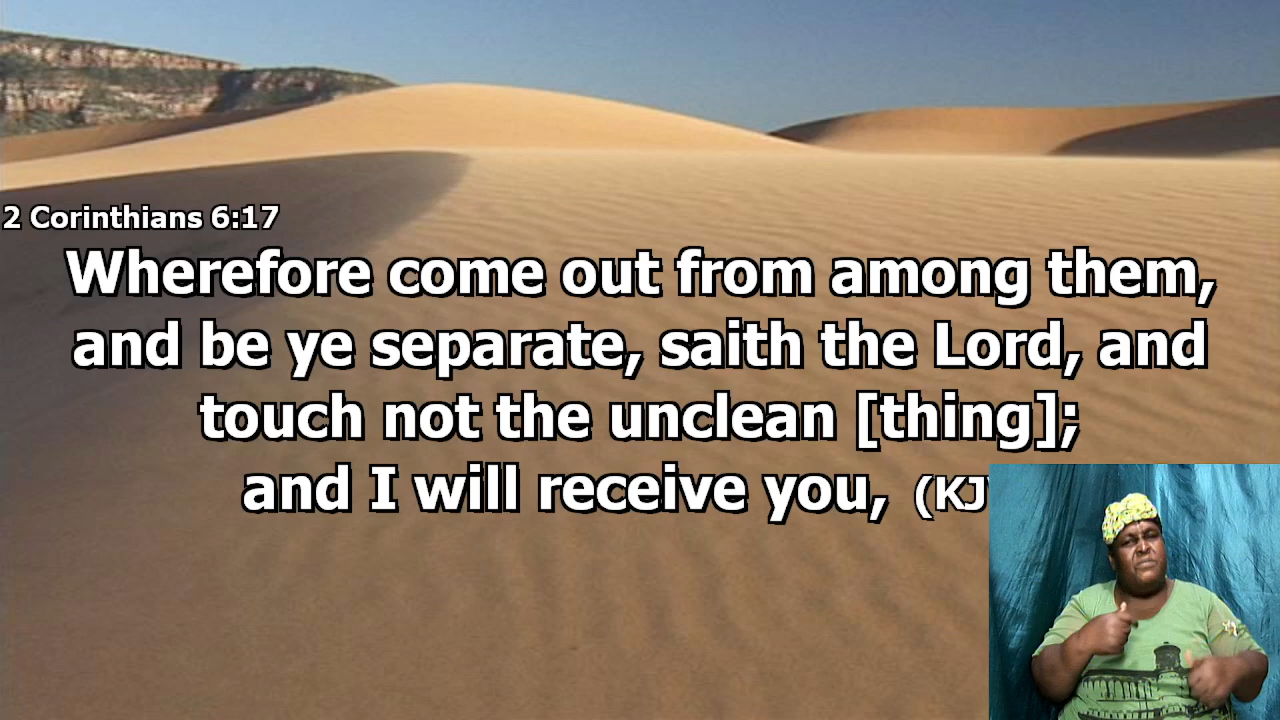 2 Corinthians 6:17
Wherefore come out from among them,
and be ye separate, saith the Lord, and
touch not the unclean [thing];
and I will receive you, (KJ